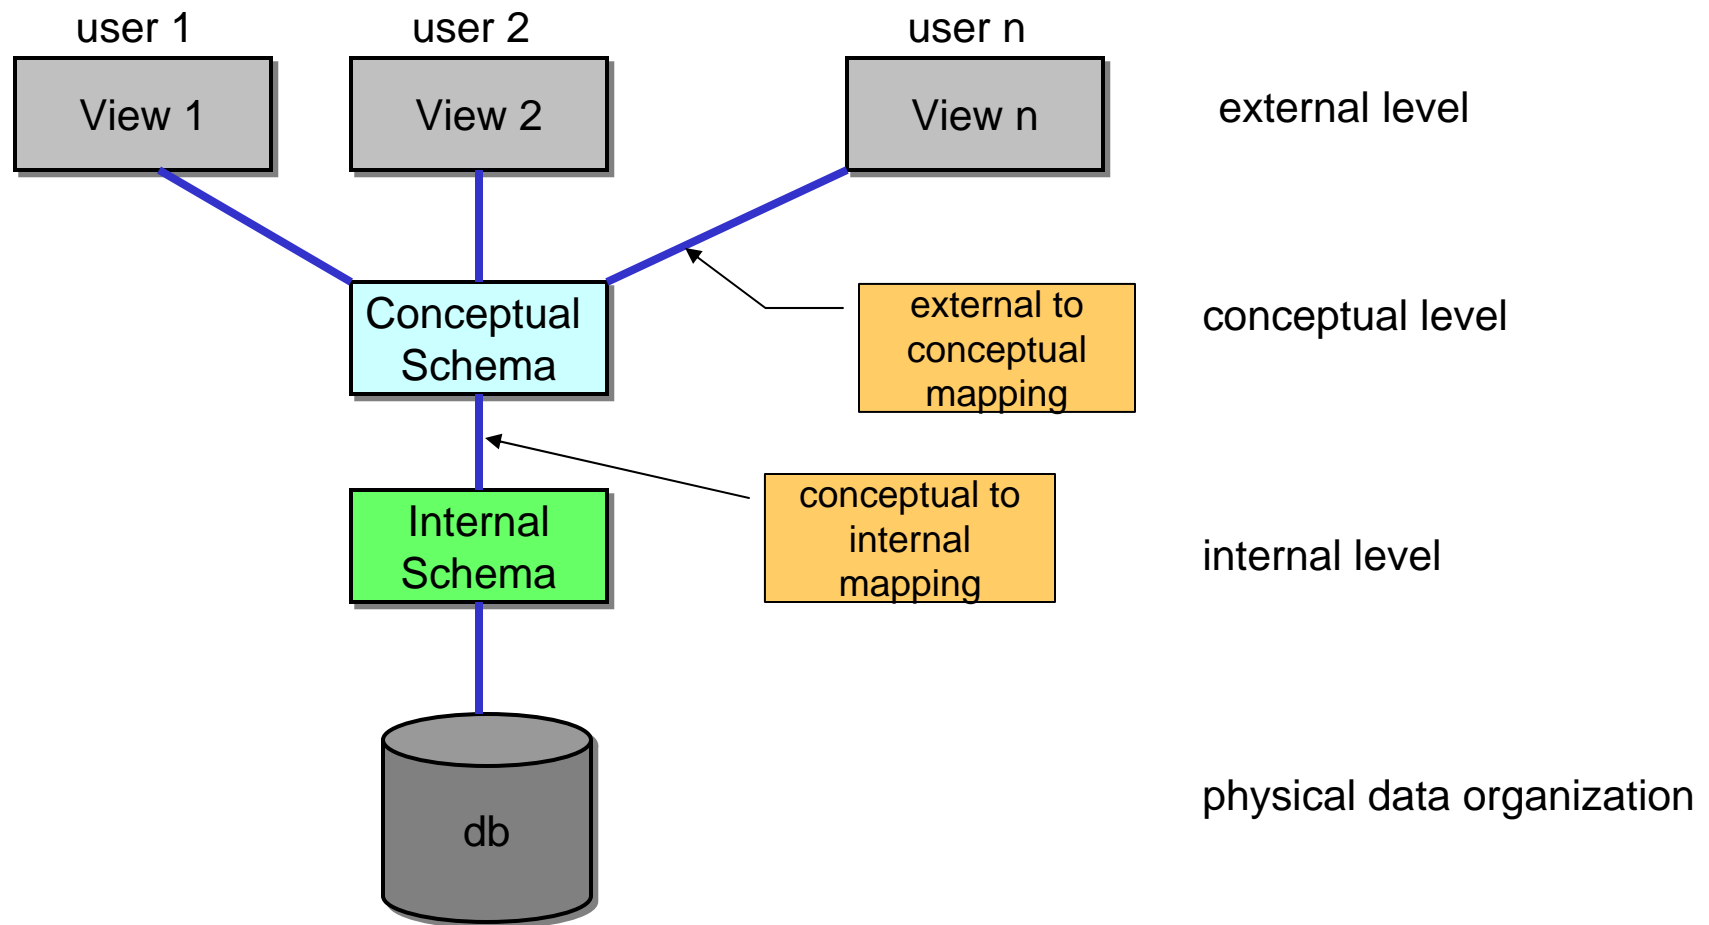 user 1
user 2
user n
View 1
View 2
View n
external level
Conceptual
Schema
external to
conceptual
mapping
conceptual level
Internal
Schema
conceptual to
internal
mapping
internal level
db
physical data organization